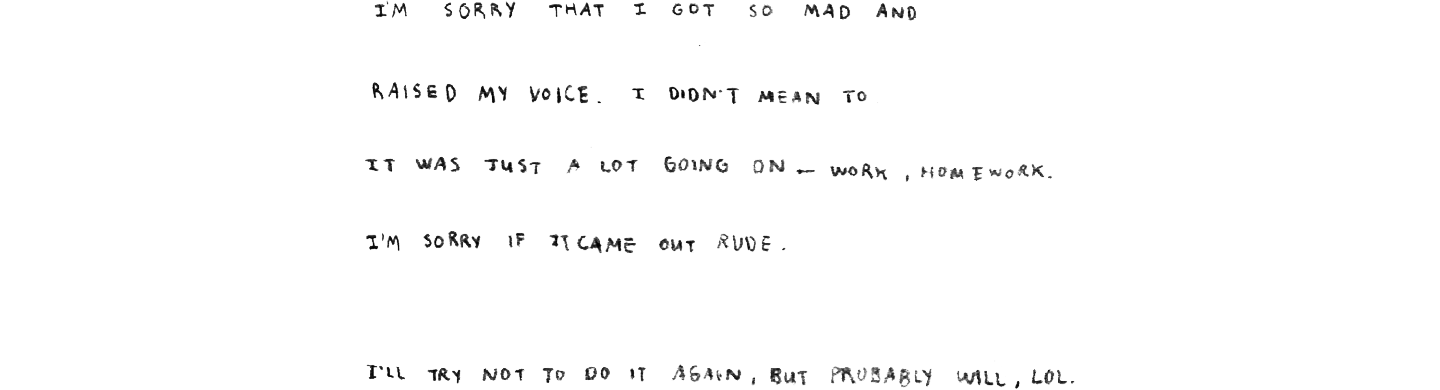 I'M SORRY THAT I GOT SO MAD AND
RAISED MY VOICE. I DIDN'T MEAN TO
IT WAS JUST A LOT GOING ON – WORK, HOMEWORK.
I'M SORRY IF IT CAME OUT RUDE.
I'LL TRY NOT TO DO IT AGAIN, BUT PROBABLY WILL, LOL.